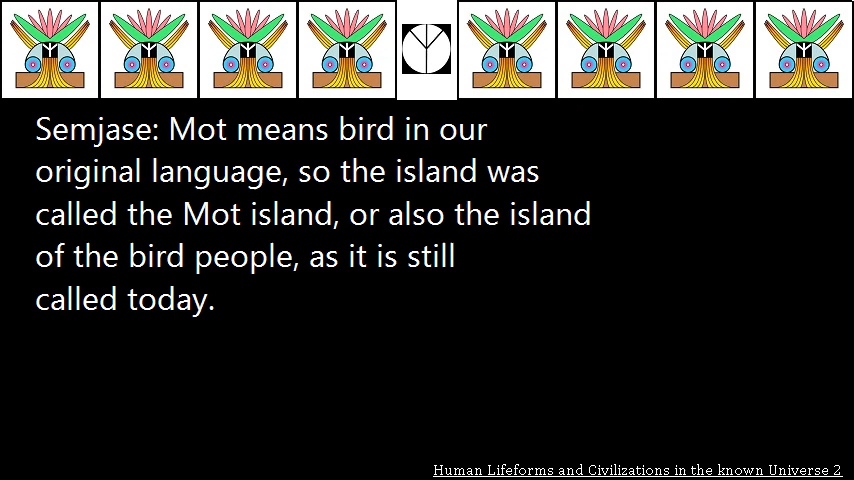 Semjase: Mot means bird in our
original language, so the island was
called the Mot island, or also the island
of the bird people, as it is still
called today.
Human Lifeforms and Civilizations in the known Universe 2